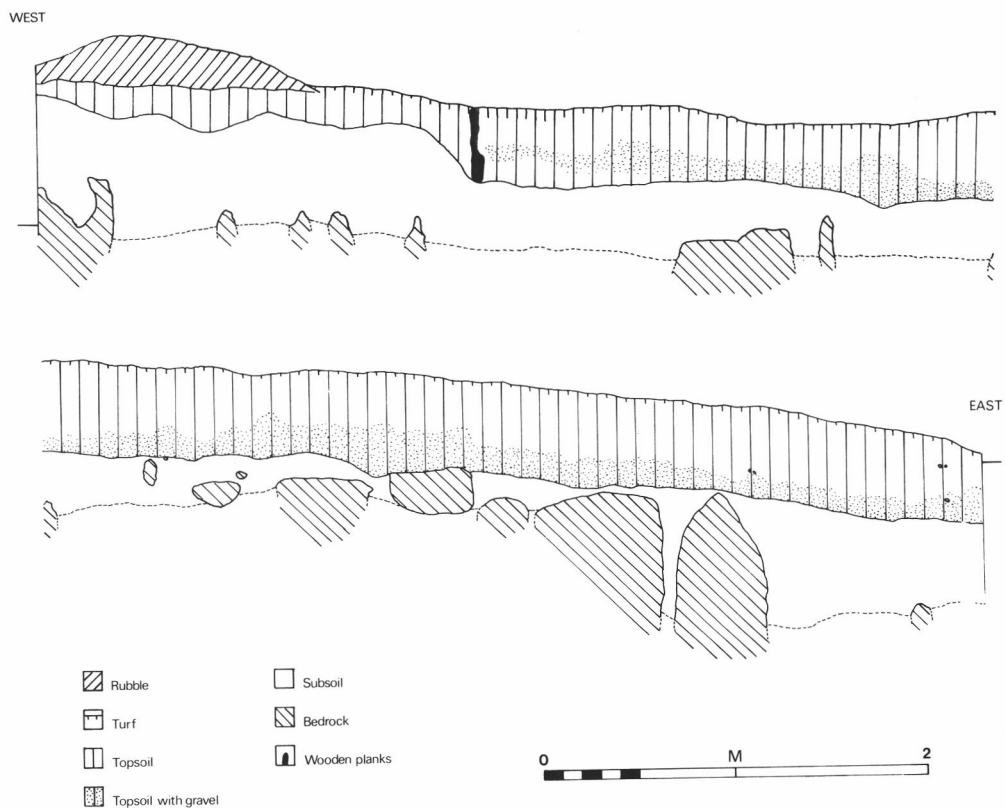 WEST
EAST
Rubble
Turf
Topsoil
Topsoil with gravel
Subsoil
Bedrock
Wooden planks
0 M 2